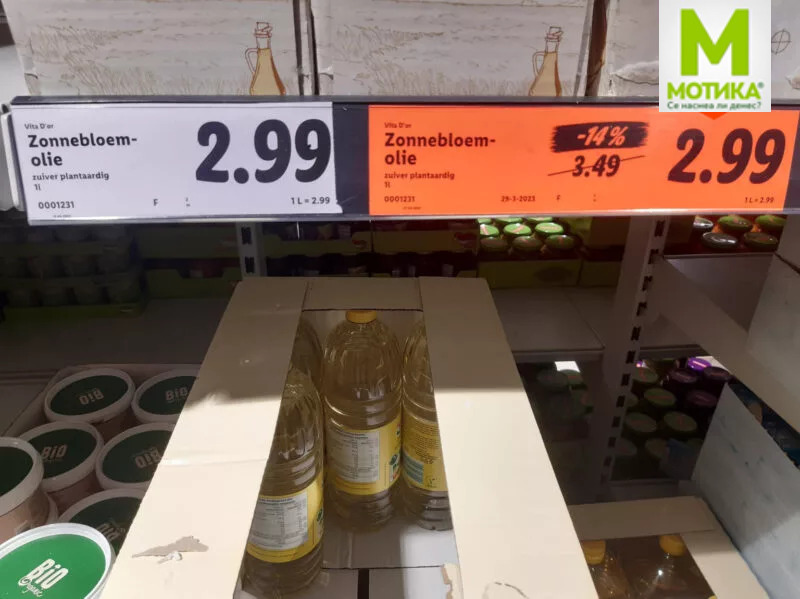 М
МОТИКА®
Се насмеа ли денес?
Vita D'or
Zonnebloem-
olie
zuiver plantaardig
1l
0001231
F
1 L = 2.99
2.99
Vita D'or
Zonnebloem-
olie
zuiver plantaardig
1l
0001231
29-3-2023
F
-14%
3.49
2.99
1 L = 2.99
BiO
BiO
BiO
BiO
BiO
Organic